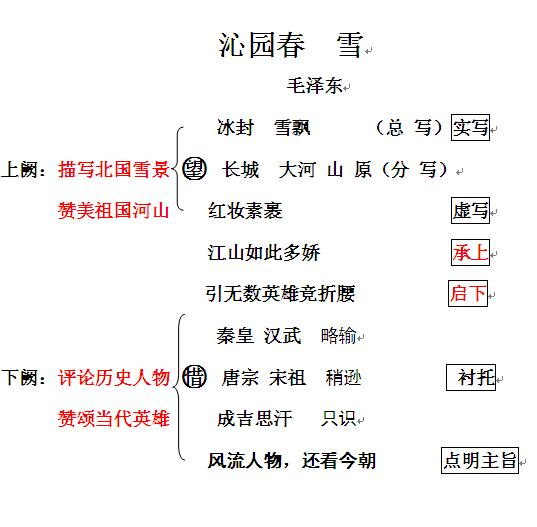 沁园春 雪
毛泽东
冰封 雪飘 （总 写）实写
上阙：描写北国雪景 望 长城 大河 山 原（分 写）
赞美祖国河山 红妆素裹 虚写
江山如此多娇 承上
引无数英雄竞折腰 启下
秦皇 汉武 略输
下阙：评论历史人物 惜 唐宗 宋祖 稍逊 衬托
赞颂当代英雄 成吉思汗 只识
风流人物，还看今朝 点明主旨